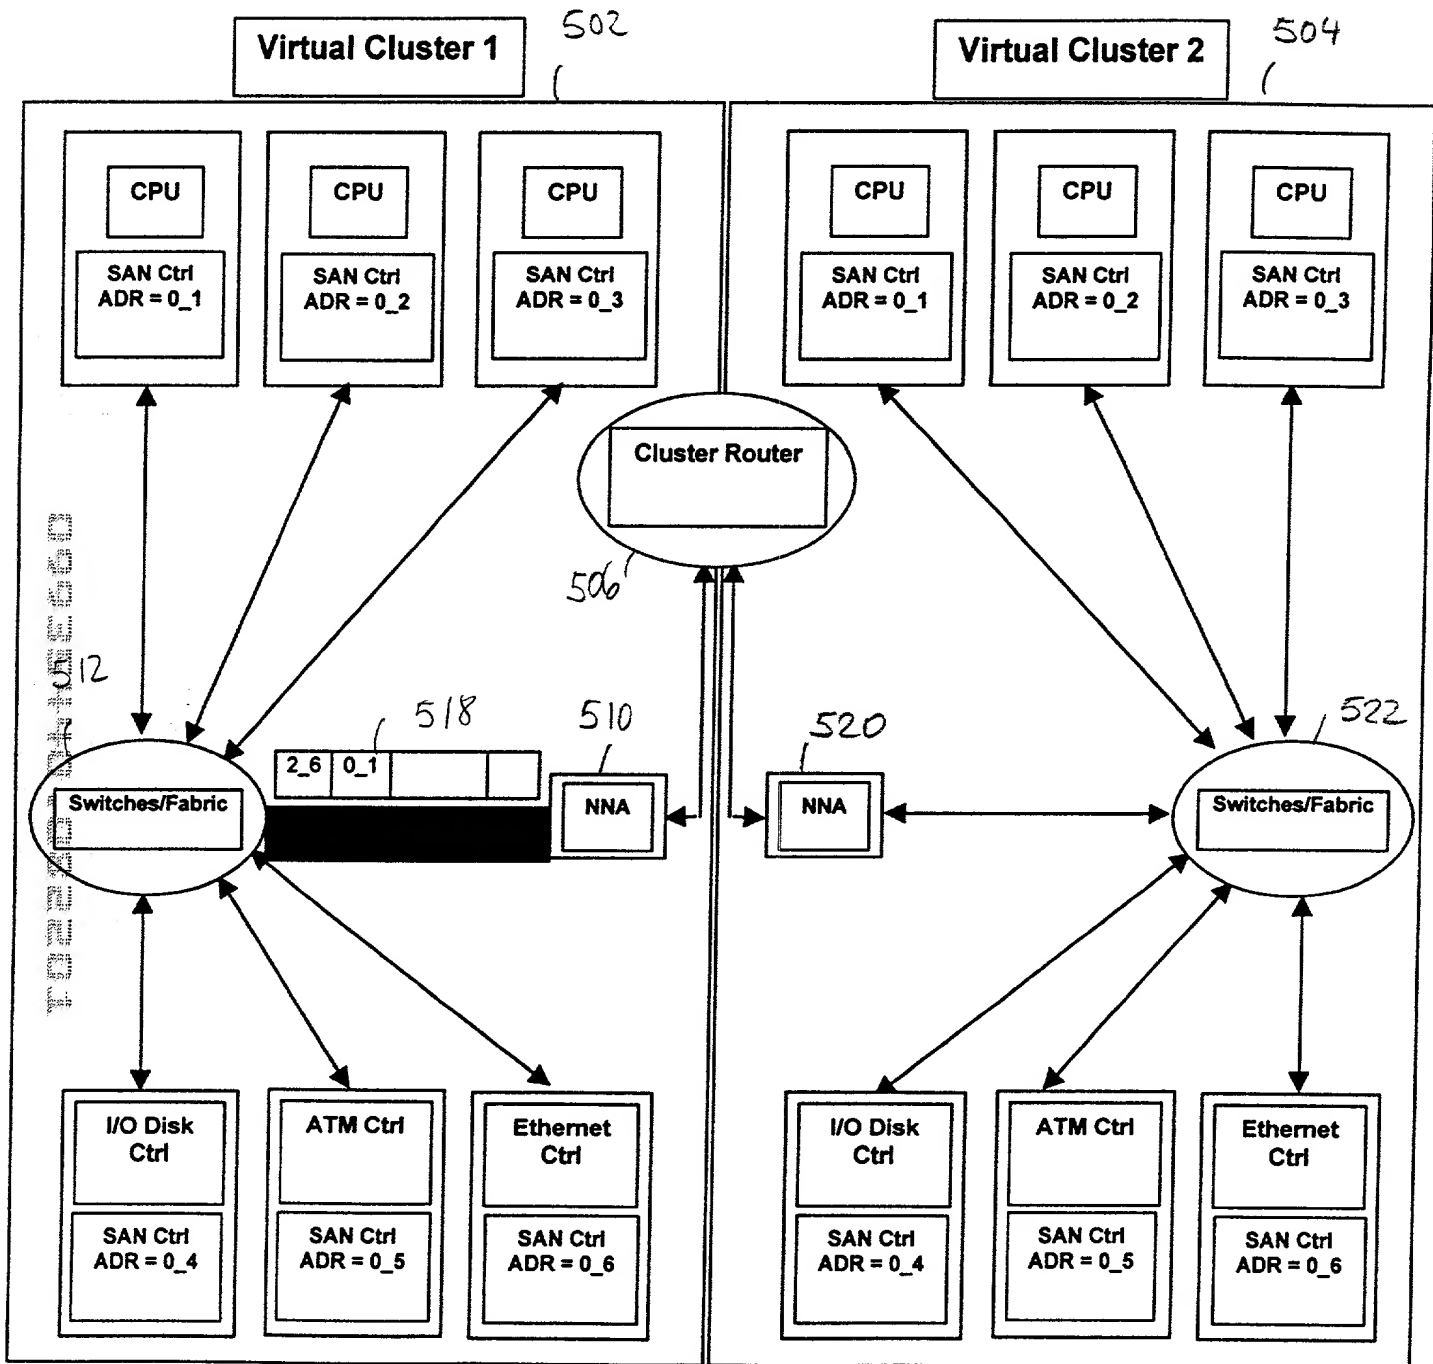 Virtual Cluster 1
502
Virtual Cluster 2
504
CPU
SAN Ctrl
ADR = 0_1
CPU
SAN Ctrl
ADR = 0_2
CPU
SAN Ctrl
ADR = 0_3
CPU
SAN Ctrl
ADR = 0_1
CPU
SAN Ctrl
ADR = 0_2
CPU
SAN Ctrl
ADR = 0_3
Cluster Router
506
512
518
510
520
522
2_6 0_1
Switches/Fabric
NNA
NNA
Switches/Fabric
I/O Disk
Ctrl
SAN Ctrl
ADR = 0_4
ATM Ctrl
SAN Ctrl
ADR = 0_5
Ethernet
Ctrl
SAN Ctrl
ADR = 0_6
I/O Disk
Ctrl
SAN Ctrl
ADR = 0_4
ATM Ctrl
SAN Ctrl
ADR = 0_5
Ethernet
Ctrl
SAN Ctrl
ADR = 0_6